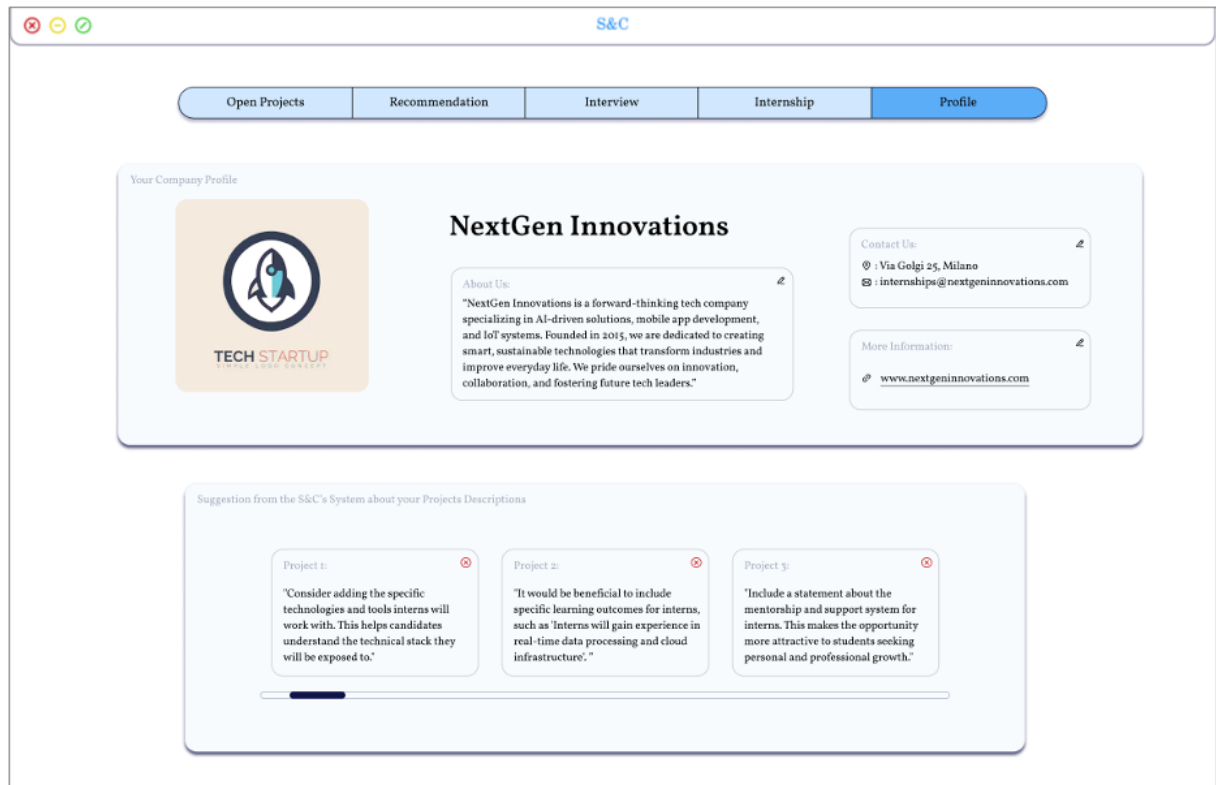 S&C
Open Projects
Recommendation
Interview
Internship
Profile
Your Company Profile
TECH STARTUP
SIMPLE LOGO CONCEPT
NextGen Innovations
About Us:
"NextGen Innovations is a forward-thinking tech company
specializing in AI-driven solutions, mobile app
development,
and IoT systems. Founded in 2015, we are dedicated to creating
smart, sustainable technologies that transform industries and
improve everyday life. We pride ourselves on innovation,
collaboration, and fostering future tech leaders."
Contact Us:
: Via Golgi 25, Milano
: internships@nextgeninnovations.com
More Information:
www.nextgeninnovations.com
Suggestion from the S&C's System about your Projects Descriptions
Project 1:
"Consider adding the specific
technologies and tools interns will
work with. This helps candidates
understand the technical stack they
will be exposed to."
Project 2:
"It would be beneficial to include
specific learning outcomes for interns,
such as 'Interns will gain experience in
real-time data processing and cloud
infrastructure'. "
Project 3:
"Include a statement about the
mentorship and support system for
interns. This makes the opportunity
more attractive to students seeking
personal and professional growth."